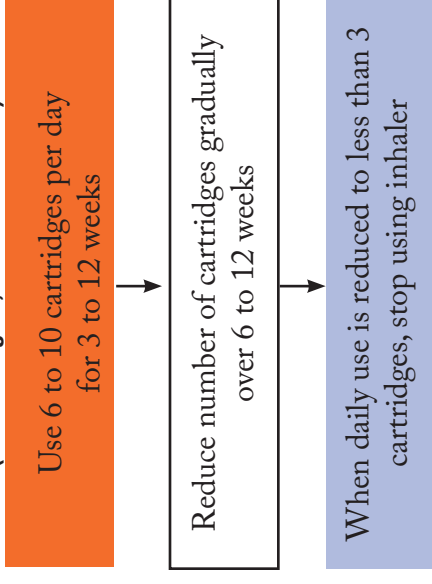 Use 6 to 10 cartridges per day
for 3 to 12 weeks
Reduce number of cartridges gradually
over 6 to 12 weeks
When daily use is reduced to less than 3
cartridges, stop using inhaler